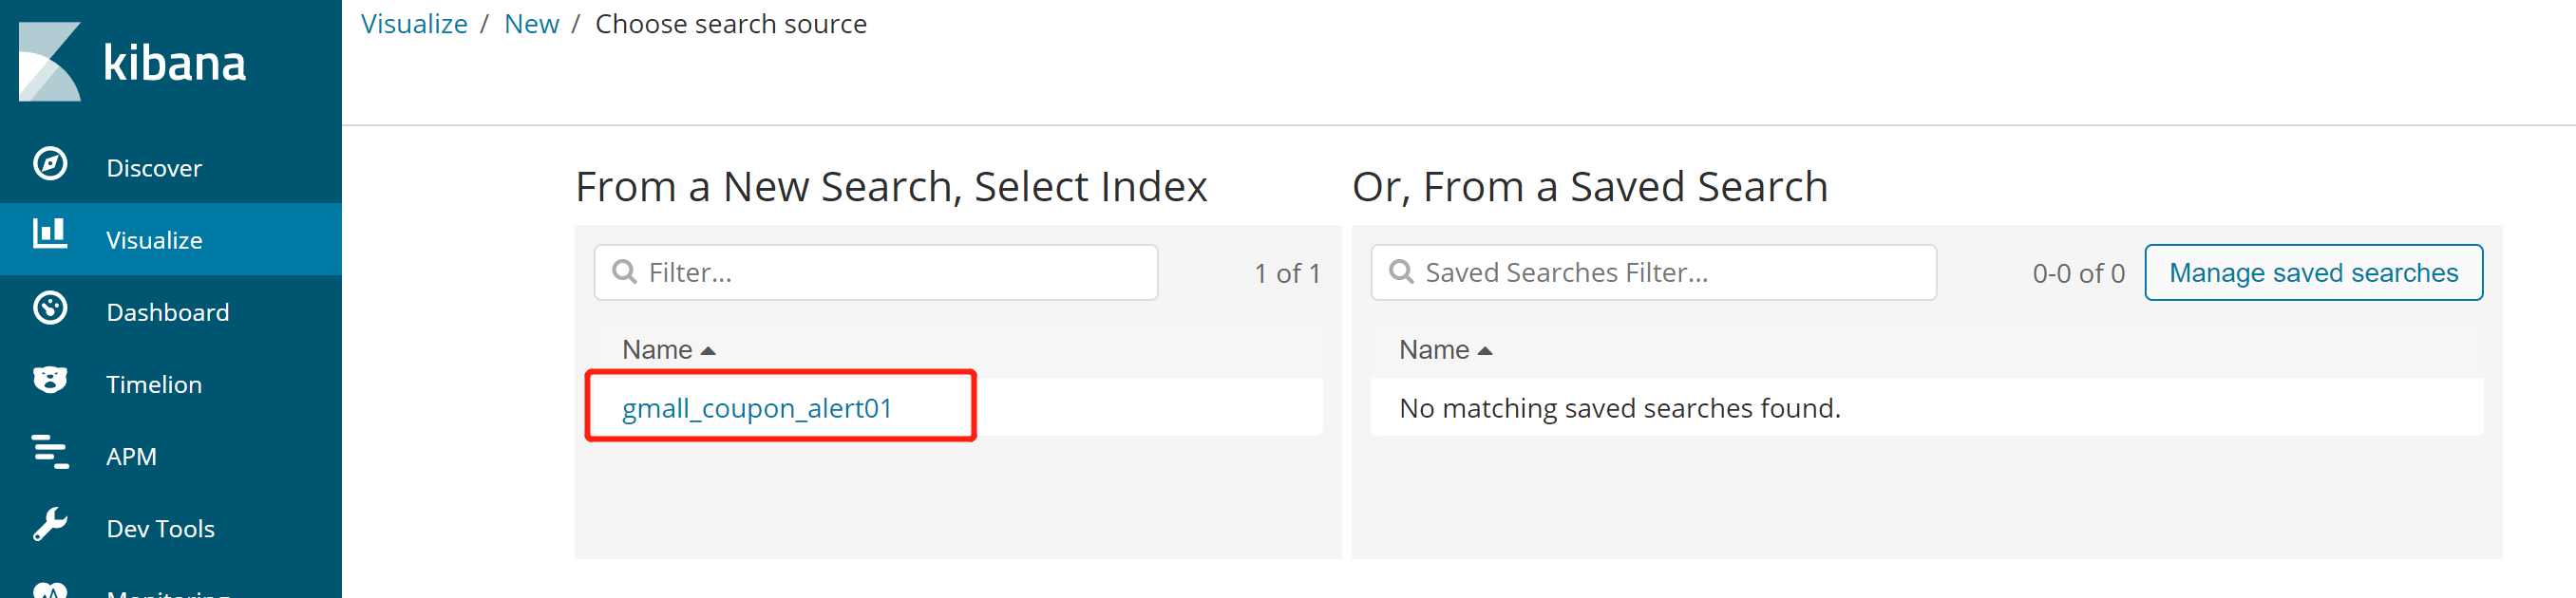 kibana
Discover
Visualize
Dashboard
Timelion
APM
Dev Tools
Monitoring
Visualize / New / Choose search source
From a New Search, Select Index
Filter...
1 of 1
Name
gmall_coupon_alert01
Or, From a Saved Search
Saved Searches Filter...
0-0 of 0
Manage saved searches
Name
No matching saved searches found.